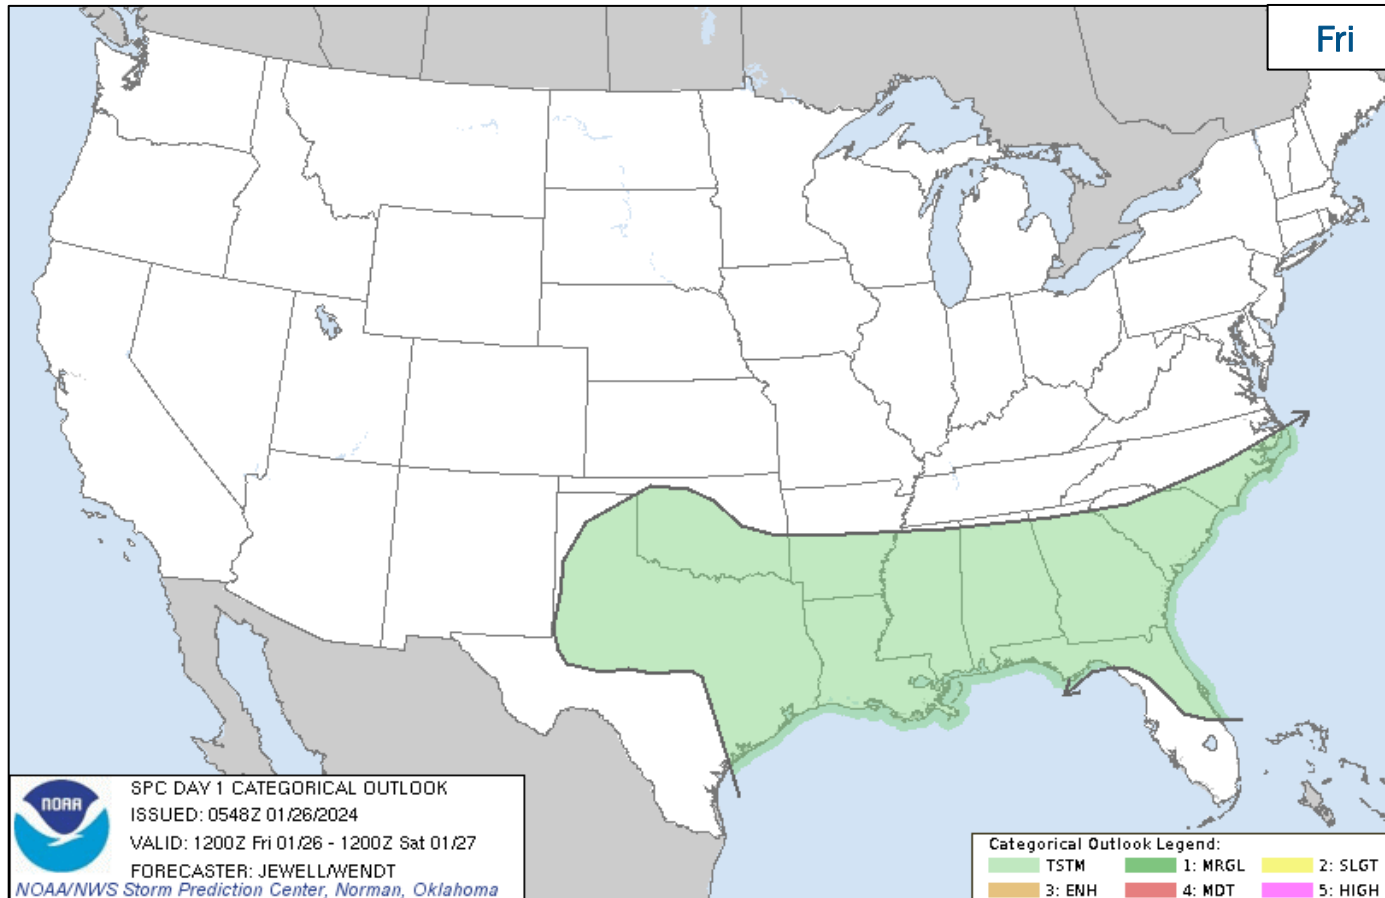 Fri
NOAA
SPC DAY 1 CATEGORICAL OUTLOOK
ISSUED: 0548Z 01/26/2024
VALID: 1200Z Fri 01/26 - 1200Z Sat 01/27
FORECASTER: JEWELL/WENDT
NOAA/NWS Storm Prediction Center, Norman, Oklahoma
Categorical Outlook Legend:
TSTM 1: MRGL 2: SLGT
3: ENH 4: MDT 5: HIGH